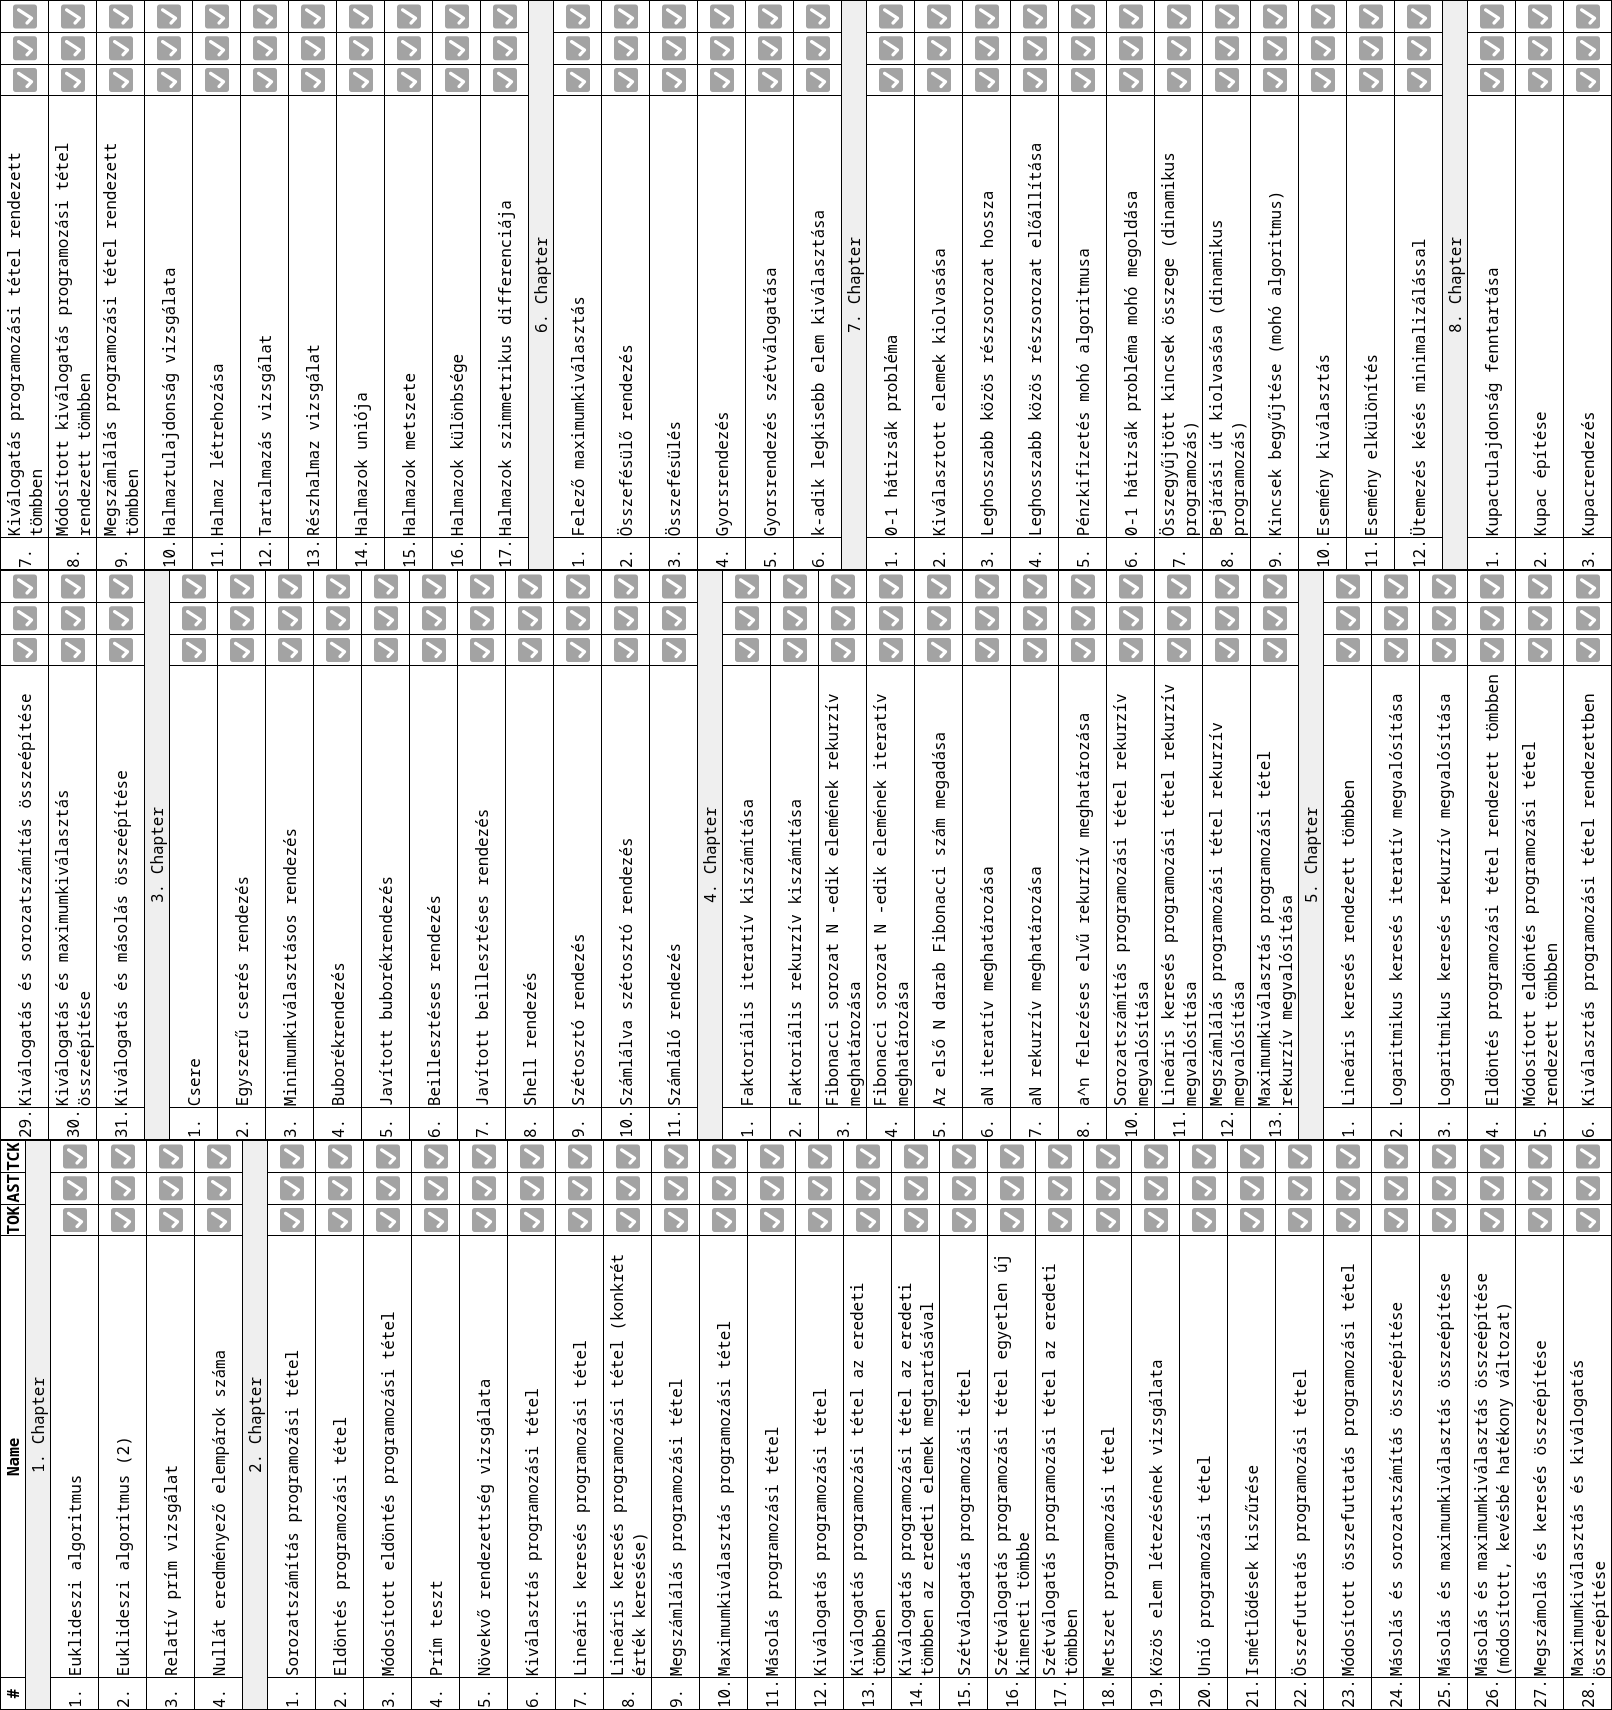 # Name TOK AST TCK
1. Chapter
1. Euklideszi algoritmus
2. Euklideszi algoritmus (2)
3. Relatív prím vizsgálat
4. Nullát eredményező elempárok száma
2. Chapter
1. Sorozatszámítás programozási tétel
2. Eldöntés programozási tétel
3. Módosított eldöntés programozási tétel
4. Prím teszt
5. Növekvő rendezettség vizsgálata
6. Kiválasztás programozási tétel
7. Lineáris keresés programozási tétel
8. Lineáris keresés programozási tétel (konkrét
érték keresése)
9. Megszámlálás programozási tétel
10. Maximumkiválasztás programozási tétel
11. Másolás programozási tétel
12. Kiválogatás programozási tétel
13. Kiválogatás programozási tétel az eredeti
tömbben
14. Kiválogatás programozási tétel az eredeti
tömbben az eredeti elemek megtartásával
15. Szétválogatás programozási tétel
16. Szétválogatás programozási tétel egyetlen új
kimeneti tömbbe
17. Szétválogatás programozási tétel az eredeti
tömbben
18. Metszet programozási tétel
19. Közös elem létezésének vizsgálata
20. Unió programozási tétel
21. Ismétlődések kiszűrése
22. Összefuttatás programozási tétel
23. Módosított összefuttatás programozási tétel
24. Másolás és sorozatszámítás összeépítése
25. Másolás és maximumkiválasztás összeépítése
26. Másolás és maximumkiválasztás összeépítése
(módosított, kevésbé hatékony változat)
27. Megszámolás és keresés összeépítése
28. Maximumkiválasztás és kiválogatás
összeépítése
29. Kiválogatás és sorozatszámítás összeépítése
30. Kiválogatás és maximumkiválasztás
összeépítése
31. Kiválogatás és másolás összeépítése
3. Chapter
1. Csere
2. Egyszerű cserés rendezés
3. Minimumkiválasztásos rendezés
4. Buborékrendezés
5. Javított buborékrendezés
6. Beillesztéses rendezés
7. Javított beillesztéses rendezés
8. Shell rendezés
9. Szétosztó rendezés
10. Számlálva szétosztó rendezés
11. Számláló rendezés
4. Chapter
1. Faktoriális iteratív kiszámítása
2. Faktoriális rekurzív kiszámítása
3. Fibonacci sorozat N -edik elemének rekurzív
meghatározása
4. Fibonacci sorozat N -edik elemének iteratív
meghatározása
5. Az első N darab Fibonacci szám megadása
6. aN iteratív meghatározása
7. aN rekurzív meghatározása
8. a^n felezéses elvű rekurzív meghatározása
10. Sorozatszámítás programozási tétel rekurzív
megvalósítása
11. Lineáris keresés programozási tétel rekurzív
megvalósítása
12. Megszámlálás programozási tétel rekurzív
megvalósítása
13. Maximumkiválasztás programozási tétel
rekurzív megvalósítása
5. Chapter
1. Lineáris keresés rendezett tömbben
2. Logaritmikus keresés iteratív megvalósítása
3. Logaritmikus keresés rekurzív megvalósítása
4. Eldöntés programozási tétel rendezett tömbben
5. Módosított eldöntés programozási tétel
rendezett tömbben
6. Kiválasztás programozási tétel rendezettben
7. Kiválogatás programozási tétel rendezett
tömbben
8. Módosított kiválogatás programozási tétel
rendezett tömbben
9. Megszámlálás programozási tétel rendezett
tömbben
10. Halmaztulajdonság vizsgálata
11. Halmaz létrehozása
12. Tartalmazás vizsgálat
13. Részhalmaz vizsgálat
14. Halmazok uniója
15. Halmazok metszete
16. Halmazok különbsége
17. Halmazok szimmetrikus differenciája
6. Chapter
1. Felező maximumkiválasztás
2. Összefésülő rendezés
3. Összefésülés
4. Gyorsrendezés
5. Gyorsrendezés szétválogatása
6. k-adik legkisebb elem kiválasztása
7. Chapter
1. 0-1 hátizsák probléma
2. Kiválasztott elemek kiolvasása
3. Leghosszabb közös részsorozat hossza
4. Leghosszabb közös részsorozat előállítása
5. Pénzkifizetés mohó algoritmusa
6. 0-1 hátizsák probléma mohó megoldása
7. Összegyűjtött kincsek összege (dinamikus
programozás)
8. Bejárási út kiolvasása (dinamikus
programozás)
9. Kincsek begyűjtése (mohó algoritmus)
10. Esemény kiválasztás
11. Esemény elkülönítés
12. Ütemezés késés minimalizálással
8. Chapter
1. Kupactulajdonság fenntartása
2. Kupac építése
3. Kupacrendezés